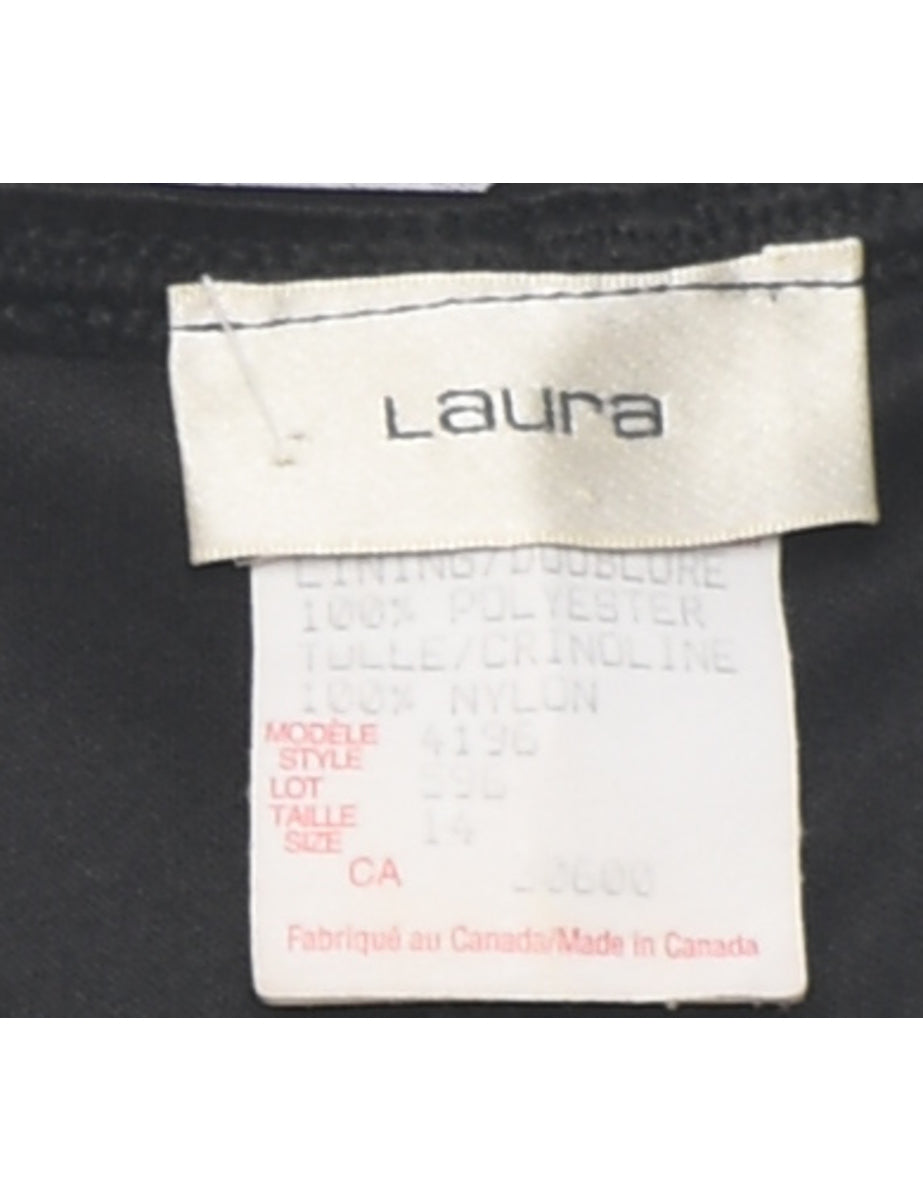 Laura
LINING/DOUBLURE
100% POLYESTER
TULLE/CRINOLINE
100% NYLON
MODÈLE 4196
STYLE
LOT
TAILLE 14
SIZE
CA
Fabriqué au Canada/Made in Canada